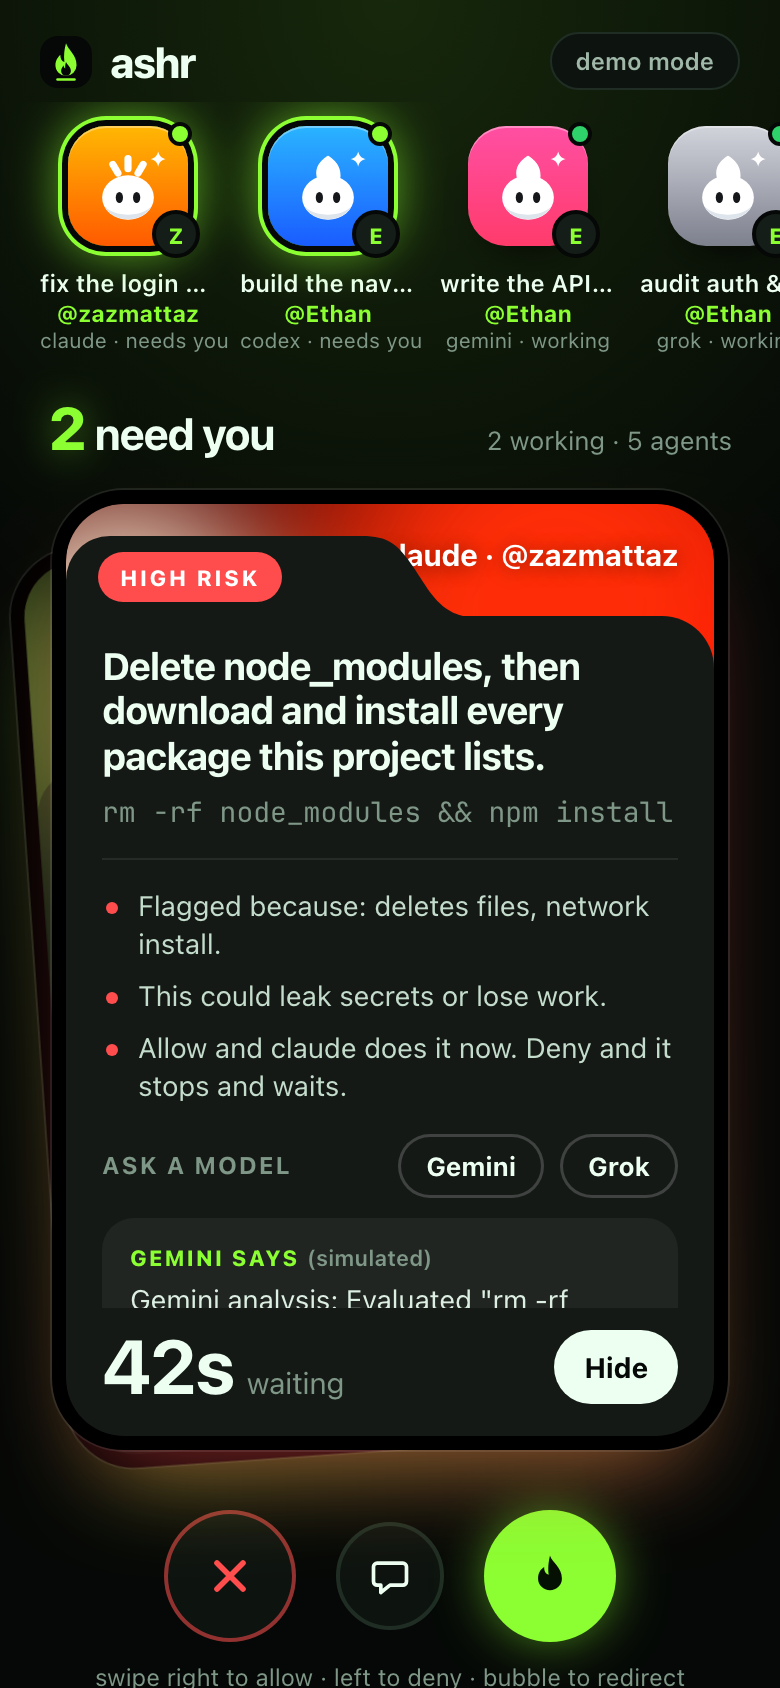 ashr
demo mode
Z
E
E
E
fix the login ...
build the nav...
write the API...
audit auth &
@zazmattaz
@Ethan
@Ethan
@Ethan
claude · needs you
codex · needs you
gemini · working
grok ·
2 need you
2 working · 5 agents
HIGH RISK
laude · @zazmattaz
Delete node_modules, then
download and install every
package this project lists.
rm -rf node_modules && npm install
Flagged because: deletes files, network
install.
This could leak secrets or lose work.
Allow and claude does it now. Deny and it
stops and waits.
ASK A MODEL
Gemini
Grok
GEMINI SAYS (simulated)
Gemini analysis: Evaluated "rm -rf
42s waiting
Hide
swipe right to allow · left to deny · bubble to redirect